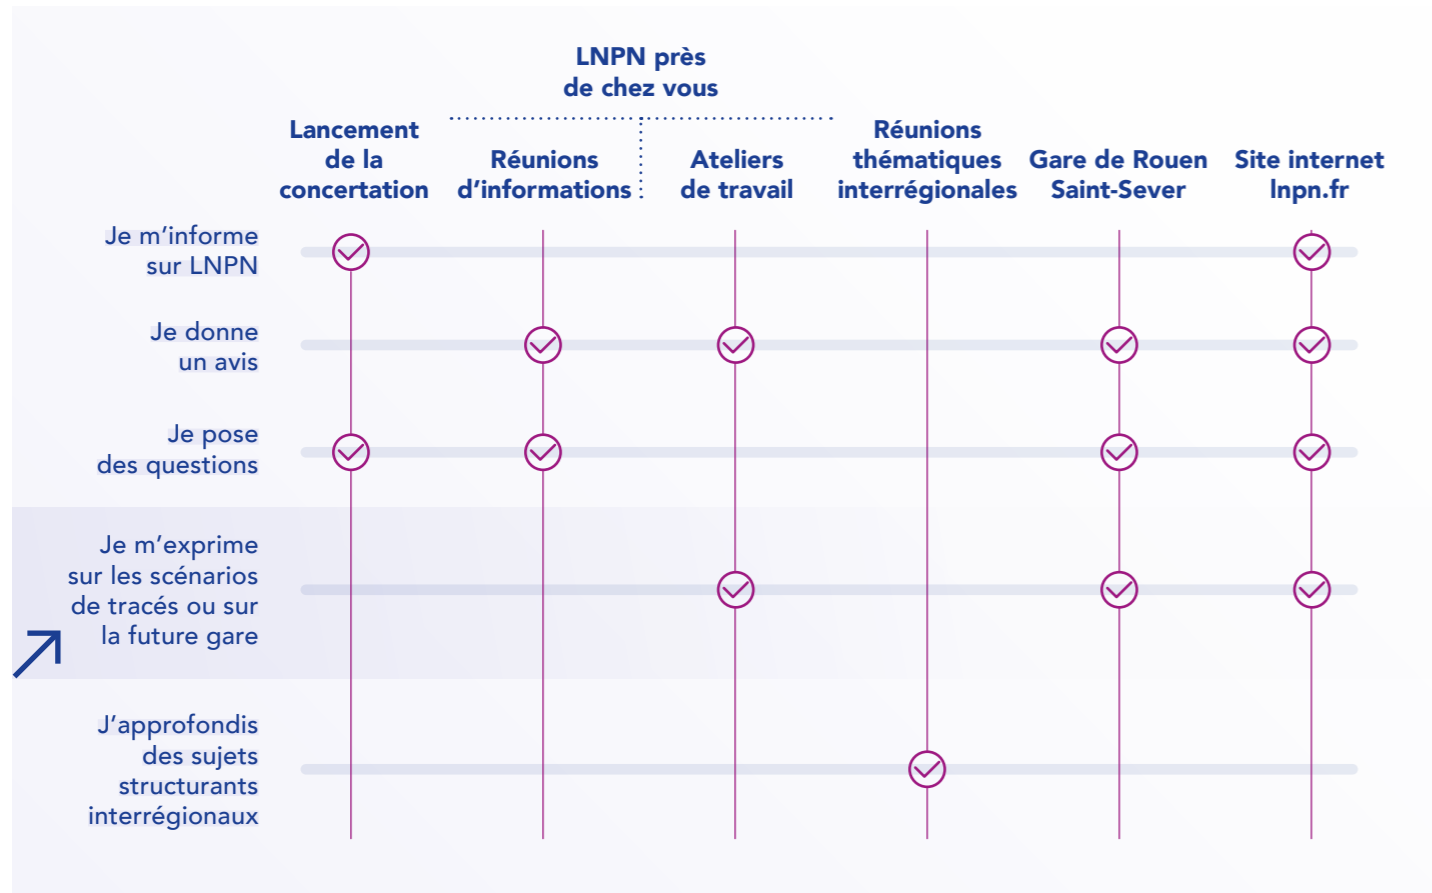 LNPN près
de chez vous
Lancement
de la
concertation
Réunions
d’informations
Ateliers
de travail
Réunions
thématiques
interrégionales
Gare de Rouen
Saint-Sever
Site internet
lnpn.fr
Je m’informe
sur LNPN
Je donne
un avis
Je pose
des questions
Je m’exprime
sur les scénarios
de tracés ou sur
la future gare
J’approfondis
des sujets
structurants
interrégionaux